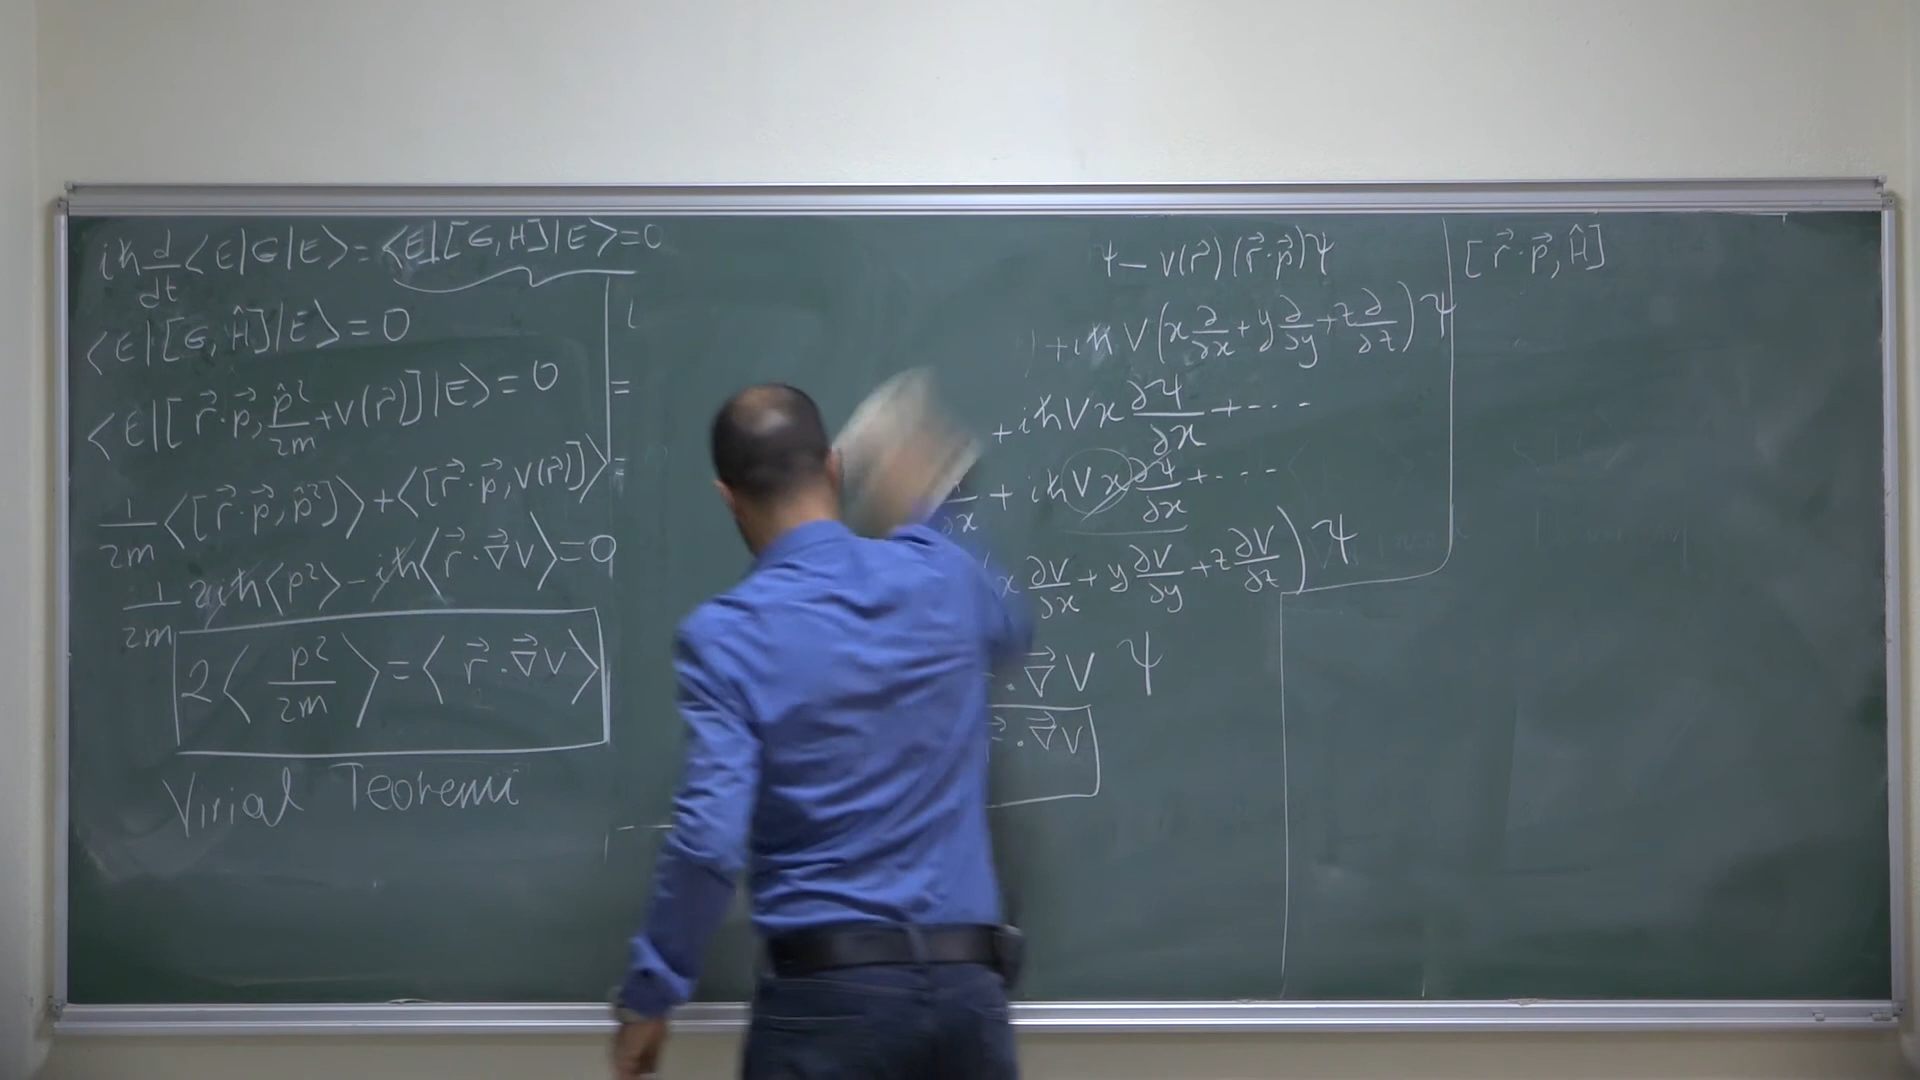 iℏ d/dt ⟨E|G|E⟩ = ⟨E|[G,H]|E⟩ = 0
⟨E|[G,Ĥ]|E⟩ = 0
⟨E|[r⃗·p⃗, p̂²/2m + V(r⃗)]|E⟩ = 0
1/2m ⟨[r⃗·p⃗, p̂²]⟩ + ⟨[r⃗·p⃗, V(r⃗)]⟩
1/2m 2iℏ⟨p²⟩ − iℏ⟨r⃗·∇⃗V⟩ = 0
2⟨p²/2m⟩ = ⟨r⃗·∇⃗V⟩
Virial Teoremi
=
=
Ψ − V(r⃗)(r⃗·p⃗)Ψ
+ iℏV(x ∂/∂x + y ∂/∂y + z ∂/∂z)Ψ
+ iℏVx ∂Ψ/∂x + ---
∂x + iℏVx ∂Ψ/∂x + ---
x ∂V/∂x + y ∂V/∂y + z ∂V/∂z)Ψ
·∇⃗V Ψ
·∇⃗V
[r⃗·p⃗, Ĥ]